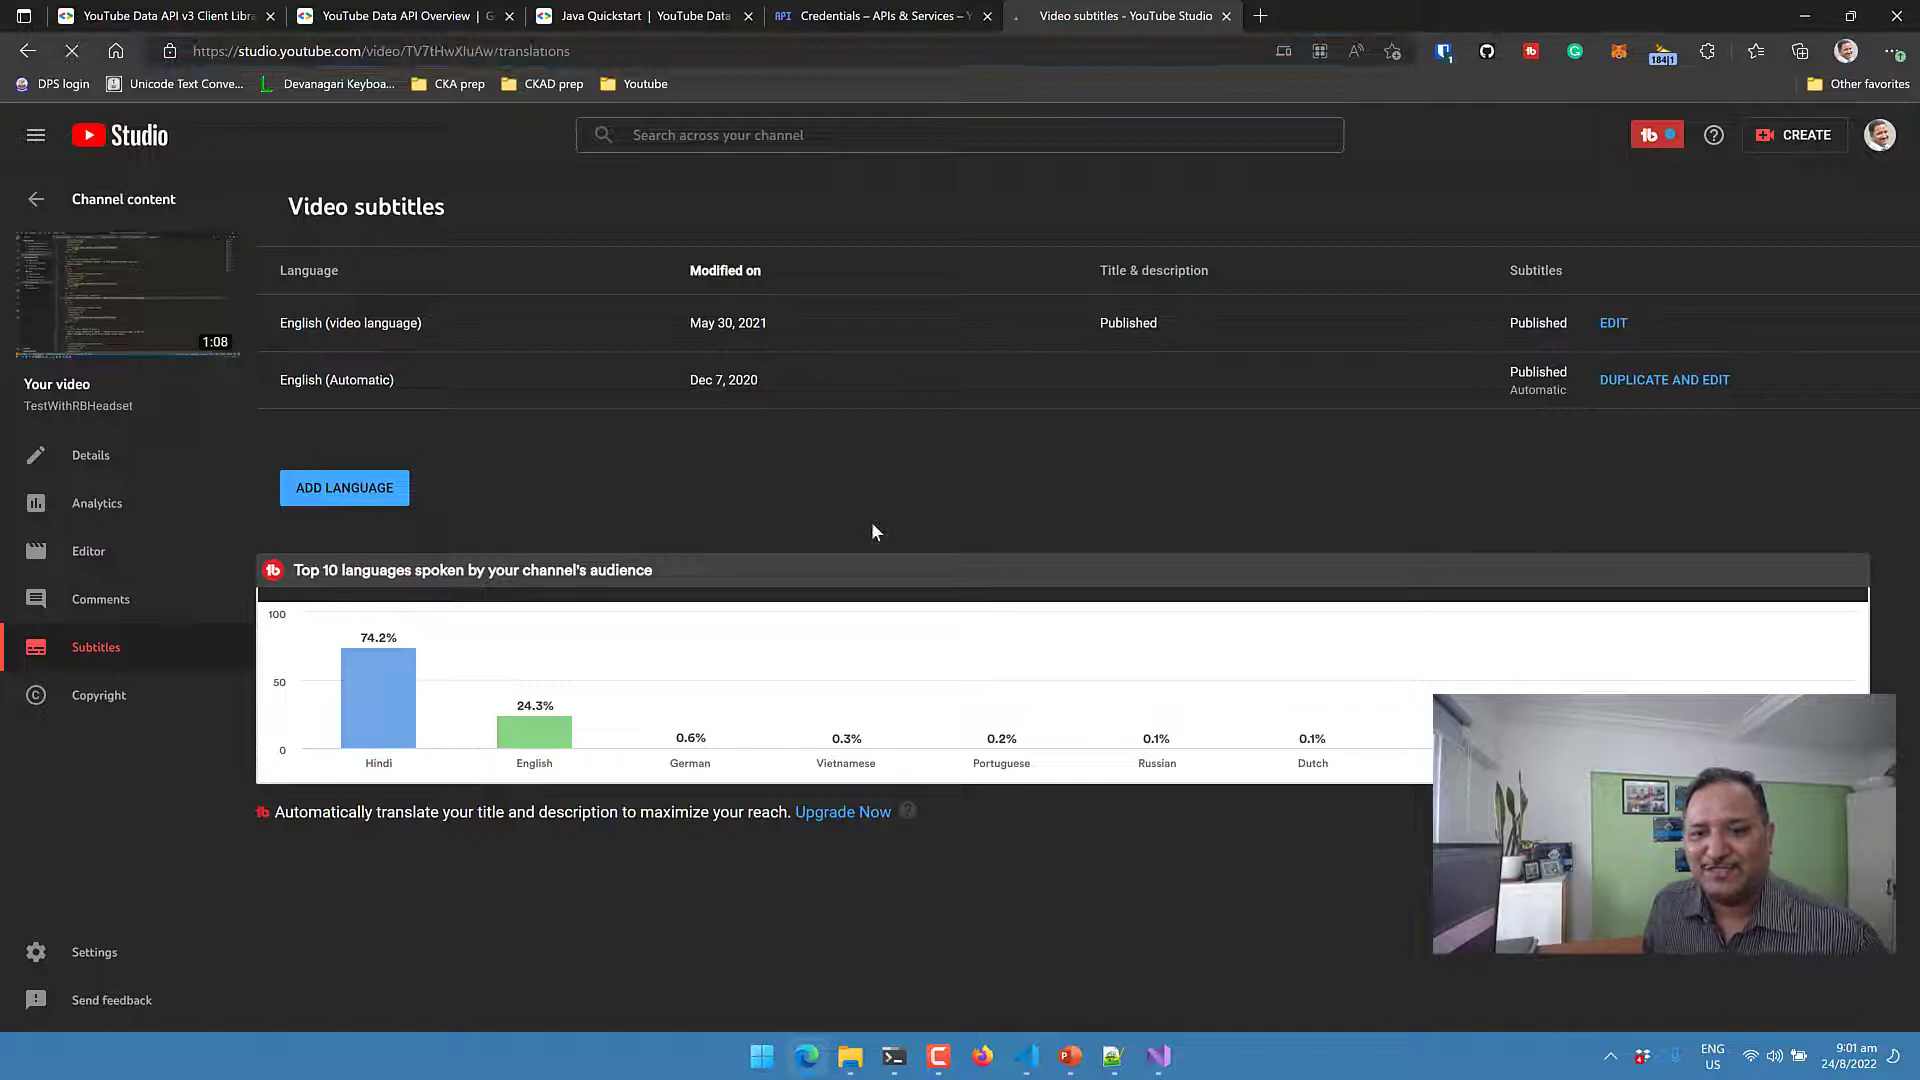 YouTube Data API v3 Client Libra
YouTube Data API Overview | G
Java Quickstart | YouTube Data
API Credentials – APIs & Services – Y
Video subtitles - YouTube Studio
https://studio.youtube.com/video/TV7tHwXIuAw/translations
1
184|1
DPS login
Unicode Text Conve...
Devanagari Keyboa...
CKA prep
CKAD prep
Youtube
Other favorites
Studio
Search across your channel
CREATE
Channel content
1:08
Your video
TestWithRBHeadset
Details
Analytics
Editor
Comments
Subtitles
Copyright
Settings
Send feedback
Video subtitles
Language Modified on Title & description Subtitles
English (video language) May 30, 2021 Published Published EDIT
English (Automatic) Dec 7, 2020 Published DUPLICATE AND EDIT
Automatic
ADD LANGUAGE
Top 10 languages spoken by your channel's audience
100
50
0
74.2% 24.3% 0.6% 0.3% 0.2% 0.1% 0.1%
Hindi English German Vietnamese Portuguese Russian Dutch
Automatically translate your title and description to maximize your reach. Upgrade Now
ENG
US
9:01 am
24/8/2022